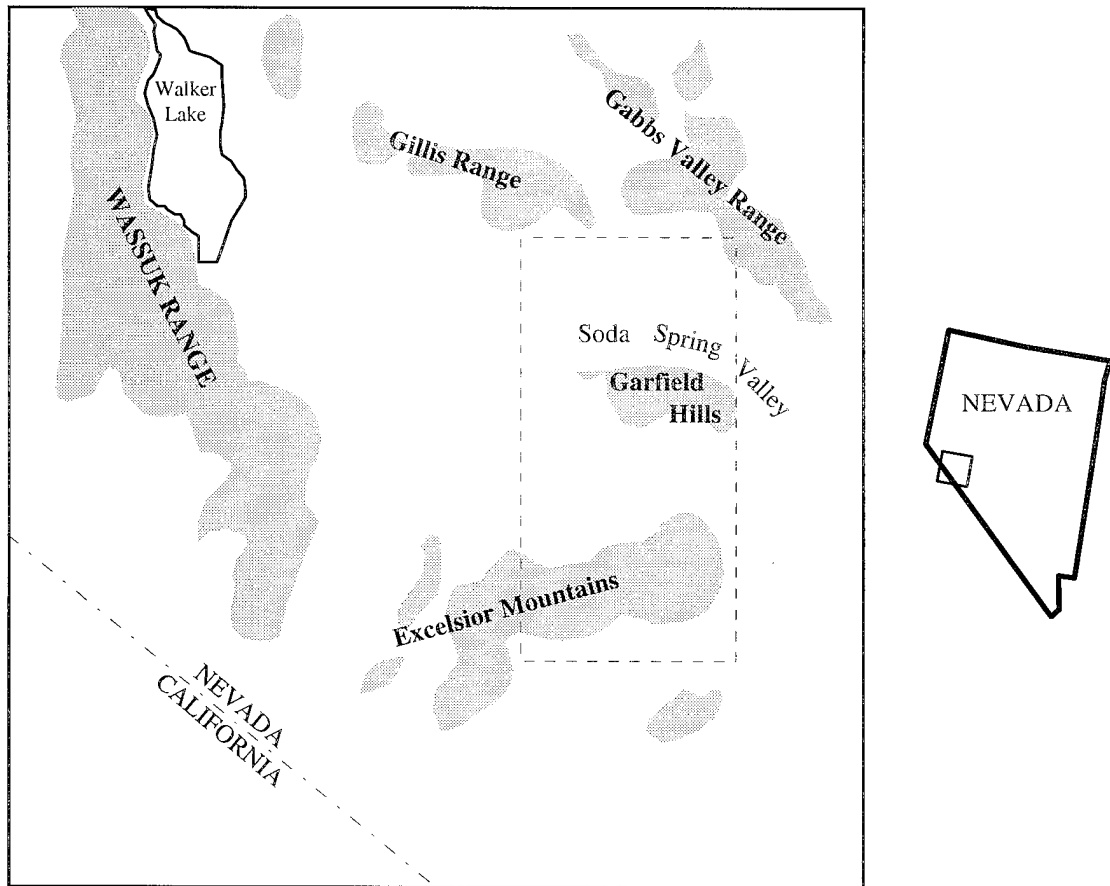 Walker
Lake
Gillis Range
Gabbs Valley Range
WASSUK RANGE
Soda Spring Valley
Garfield
Hills
NEVADA
Excelsior Mountains
NEVADA
CALIFORNIA